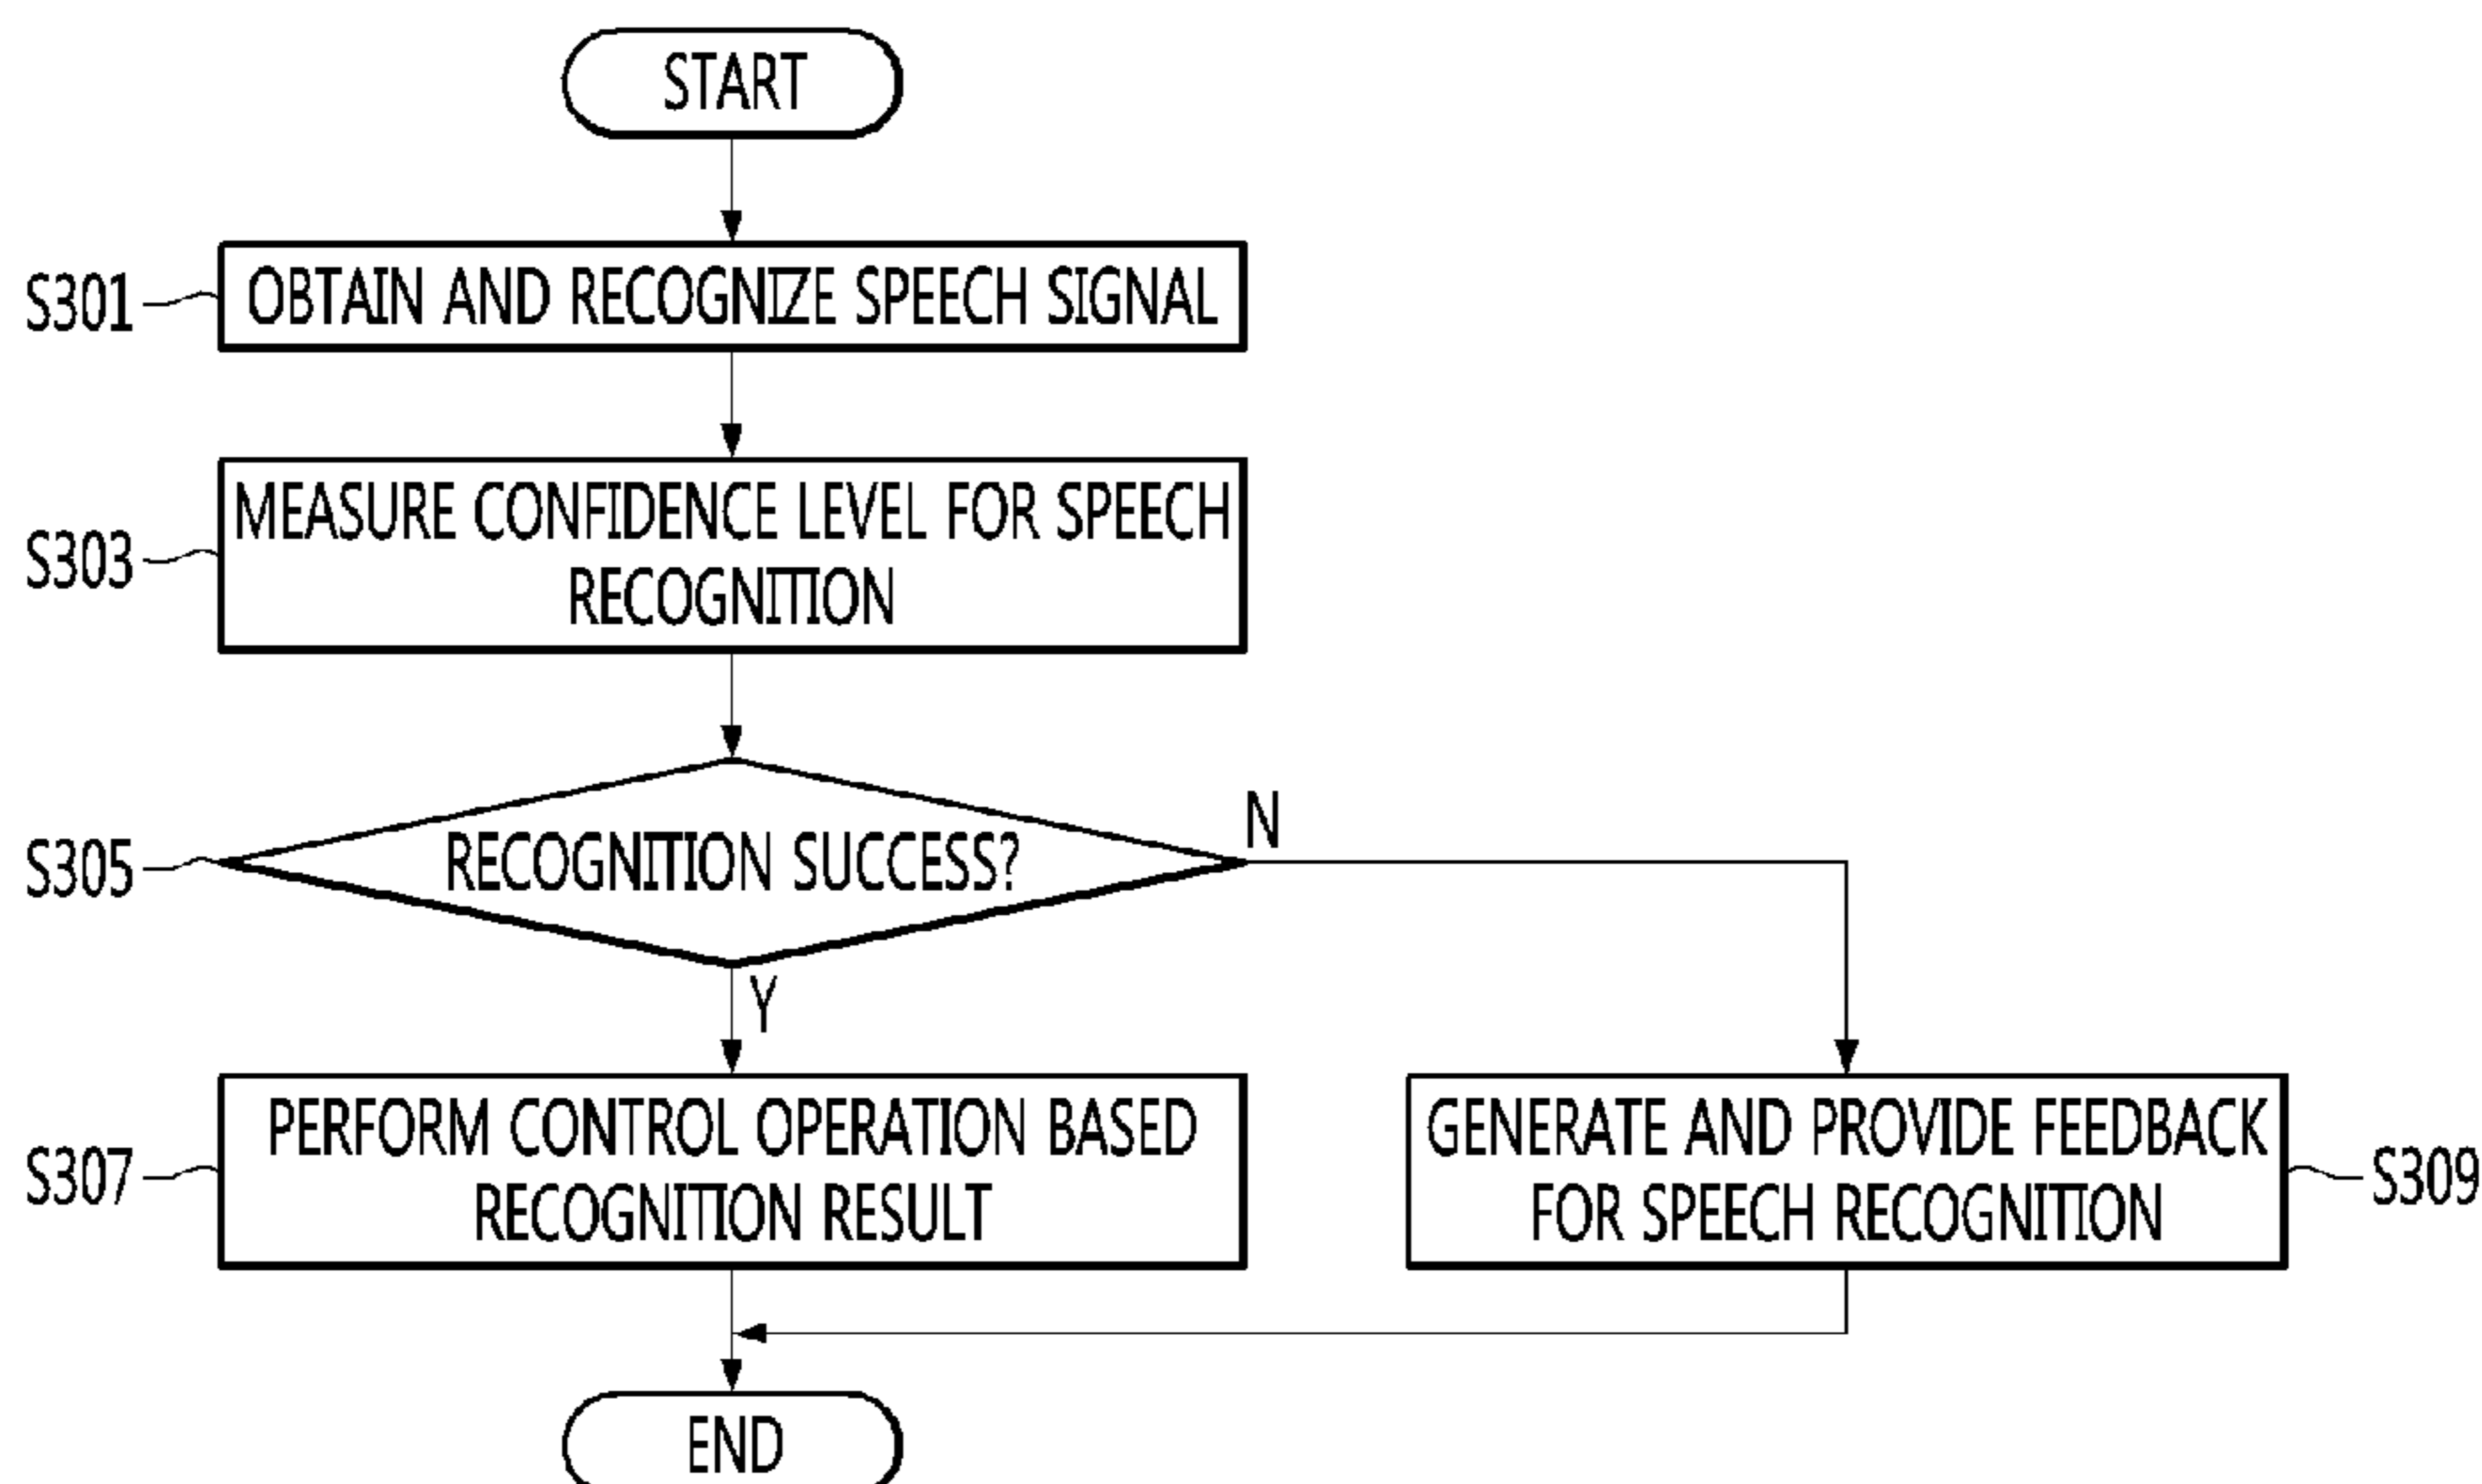 START
S301
OBTAIN AND RECOGNIZE SPEECH SIGNAL
S303
MEASURE CONFIDENCE LEVEL FOR SPEECH
RECOGNITION
S305
RECOGNITION SUCCESS?
N
Y
S307
PERFORM CONTROL OPERATION BASED
RECOGNITION RESULT
GENERATE AND PROVIDE FEEDBACK
FOR SPEECH RECOGNITION
S309
END